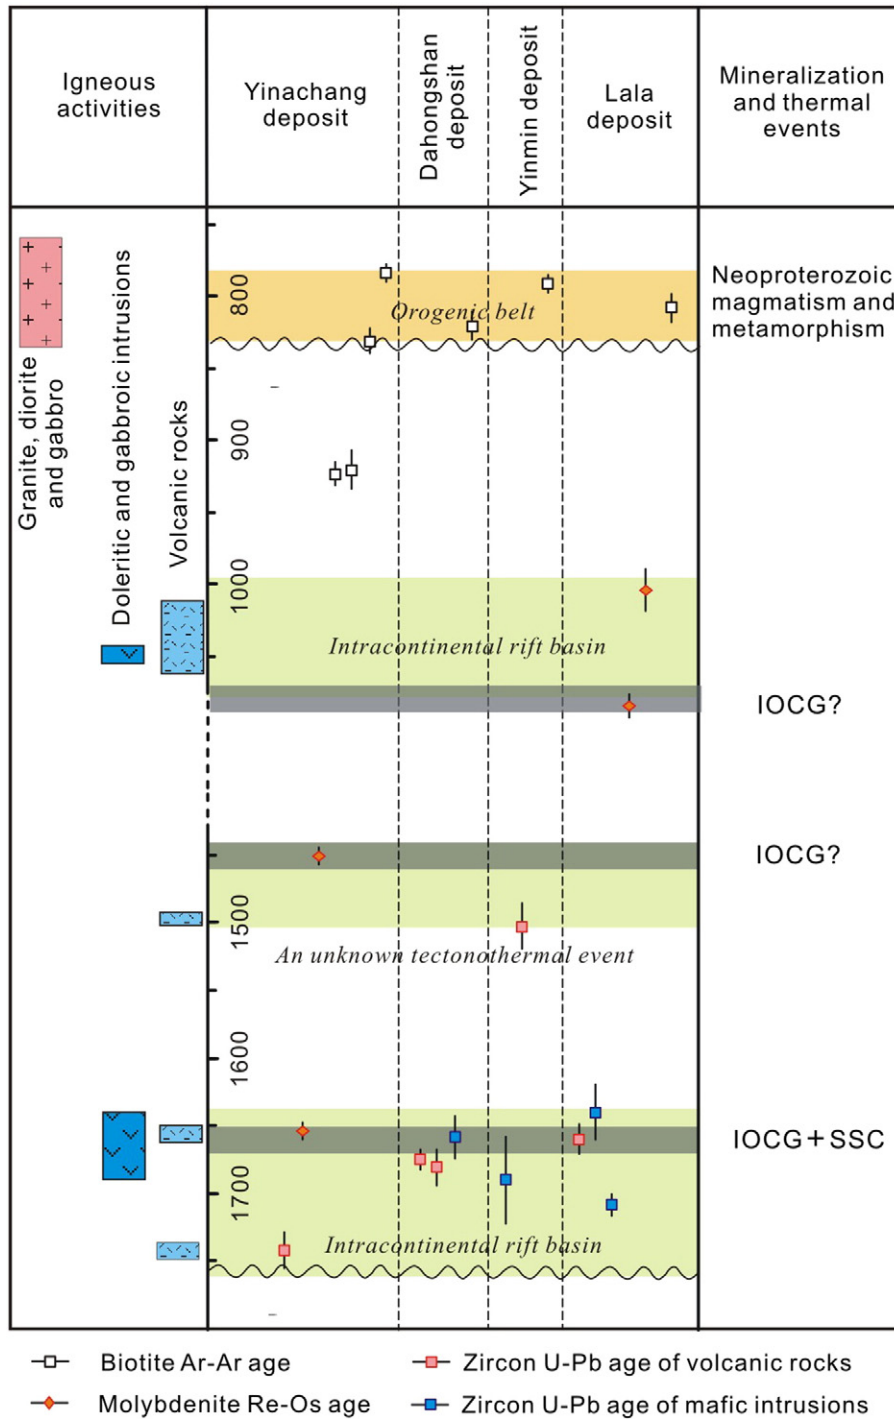 Igneous
activities
Yinachang
deposit
Dahongshan
deposit
Yinmin deposit
Lala
deposit
Mineralization
and thermal
events
Granite, diorite
and gabbro
Doleritic and gabbroic intrusions
Volcanic rocks
800
900
1000
1500
1600
1700
Orogenic belt
Intracontinental rift basin
An unknown tectonothermal event
Intracontinental rift basin
Neoproterozoic
magmatism and
metamorphism
IOCG?
IOCG?
IOCG+SSC
Biotite Ar-Ar age
Zircon U-Pb age of volcanic rocks
Molybdenite Re-Os age
Zircon U-Pb age of mafic intrusions